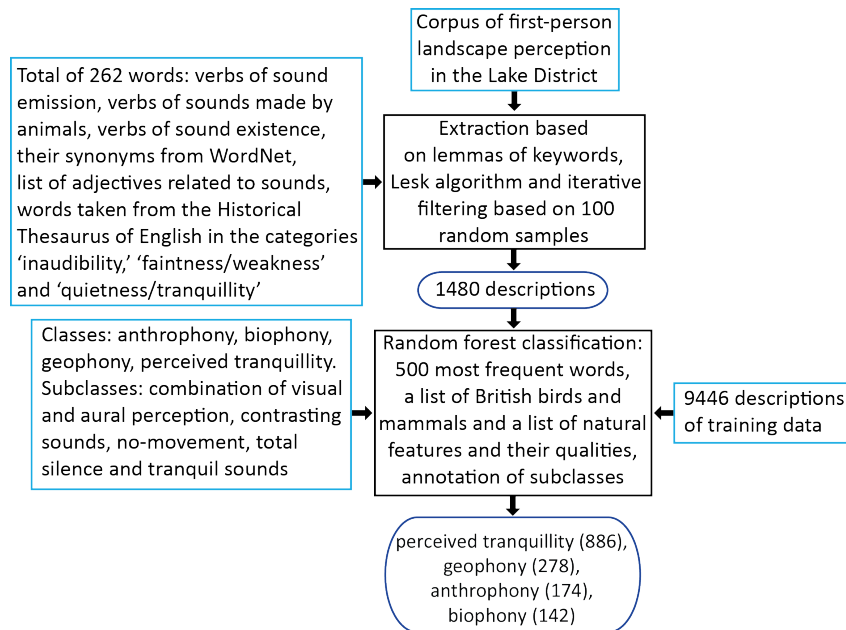 Corpus of first-person
landscape perception
in the Lake District
Total of 262 words: verbs of sound
emission, verbs of sounds made by
animals, verbs of sound existence,
their synonyms from WordNet,
list of adjectives related to sounds,
words taken from the Historical
Thesaurus of English in the categories
‘inaudibility,’ ‘faintness/weakness’
and ‘quietness/tranquillity’
Extraction based
on lemmas of keywords,
Lesk algorithm and iterative
filtering based on 100
random samples
1480 descriptions
Classes: anthrophony, biophony,
geophony, perceived tranquillity.
Subclasses: combination of visual
and aural perception, contrasting
sounds, no-movement, total
silence and tranquil sounds
Random forest classification:
500 most frequent words,
a list of British birds and
mammals and a list of natural
features and their qualities,
annotation of subclasses
9446 descriptions
of training data
perceived tranquillity (886),
geophony (278),
anthrophony (174),
biophony (142)